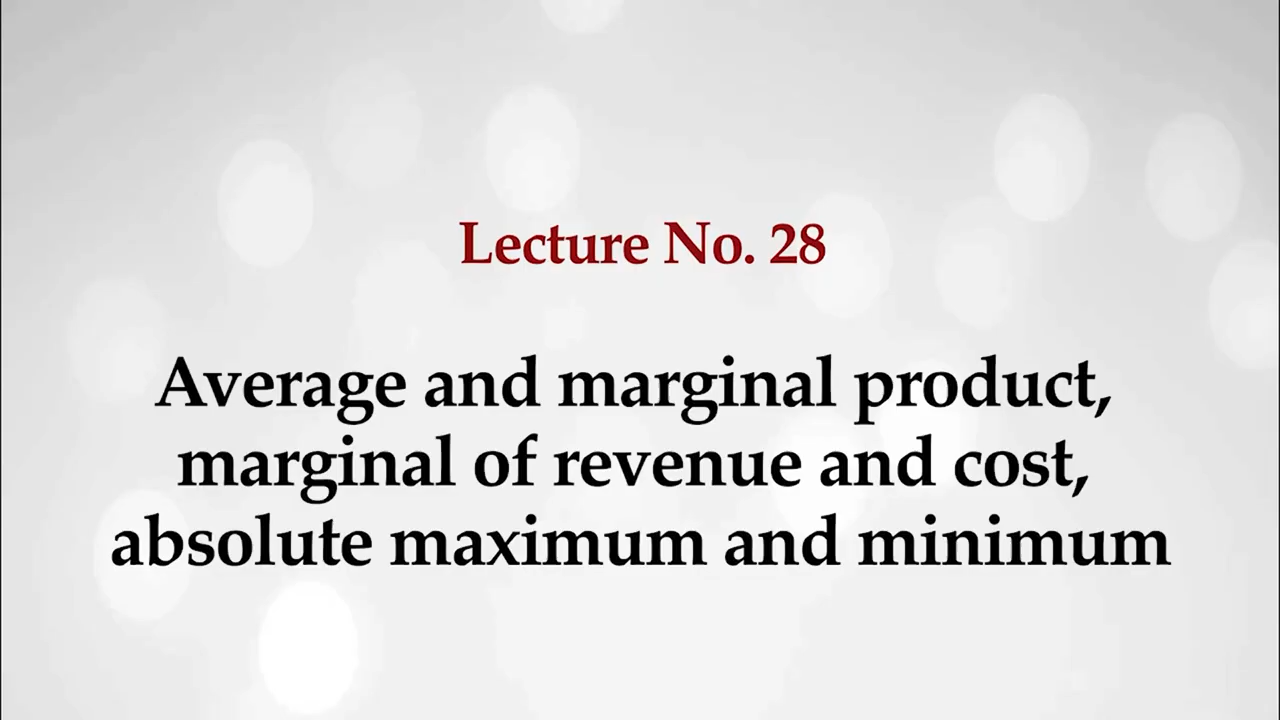 Lecture No. 28
Average and marginal product,
marginal of revenue and cost,
absolute maximum and minimum